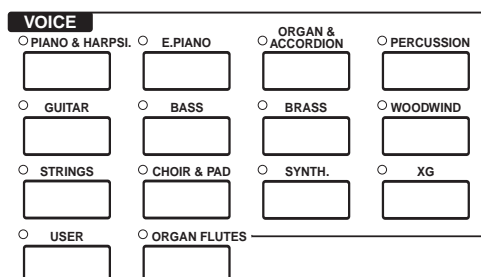 VOICE
PIANO & HARPSI. E.PIANO ORGAN &
ACCORDION PERCUSSION
GUITAR BASS BRASS WOODWIND
STRINGS CHOIR & PAD SYNTH. XG
USER ORGAN FLUTES